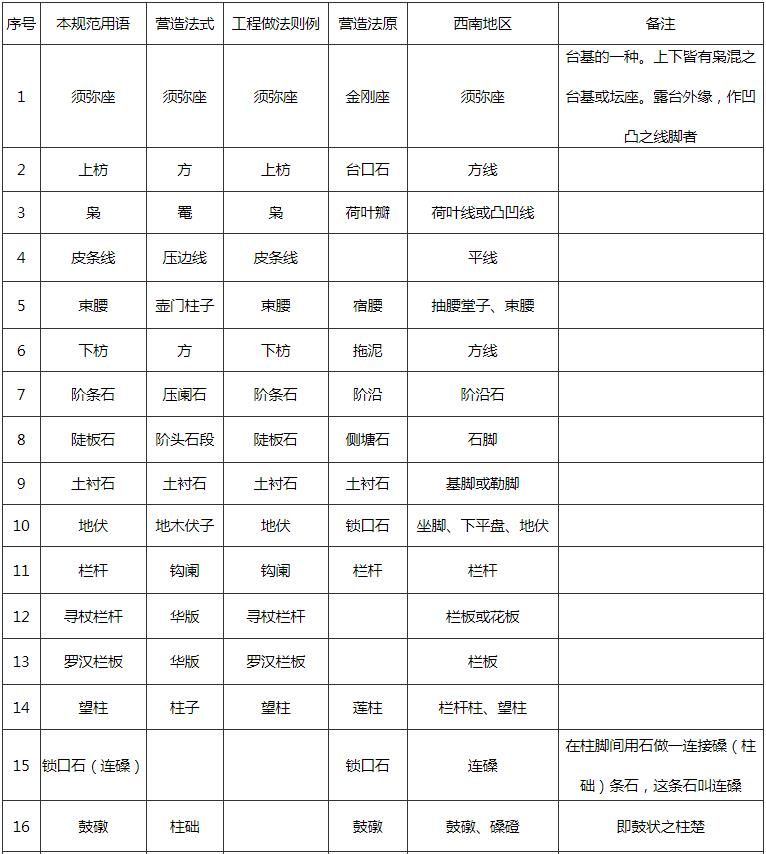 序号 本规范用语 营造法式 工程做法则例 营造法原 西南地区 备注
1 须弥座 须弥座 须弥座 金刚座 须弥座 台基的一种。上下皆有枭混之
台基或坛座。露台外缘，作凹
凸之线脚者
2 上枋 方 上枋 台口石 方线
3 枭 罨 枭 荷叶瓣 荷叶线或凸凹线
4 皮条线 压边线 皮条线 平线
5 束腰 壶门柱子 束腰 宿腰 抽腰堂子、束腰
6 下枋 方 下枋 拖泥 方线
7 阶条石 压阑石 阶条石 阶沿 阶沿石
8 陡板石 阶头石段 陡板石 侧塘石 石脚
9 土衬石 土衬石 土衬石 土衬石 基脚或勒脚
10 地伏 地木伏子 地伏 锁口石 坐脚、下平盘、地伏
11 栏杆 钩阑 钩阑 栏杆 栏杆
12 寻杖栏杆 华版 寻杖栏杆 栏板或花板
13 罗汉栏板 华版 罗汉栏板 栏板
14 望柱 柱子 望柱 莲柱 栏杆柱、望柱
15 锁口石（连磉） 锁口石 连磉 在柱脚间用石做一连接磉（柱
础）条石，这条石叫连磉
16 鼓礅 柱础 鼓礅 鼓礅、磉磴 即鼓状之柱楚